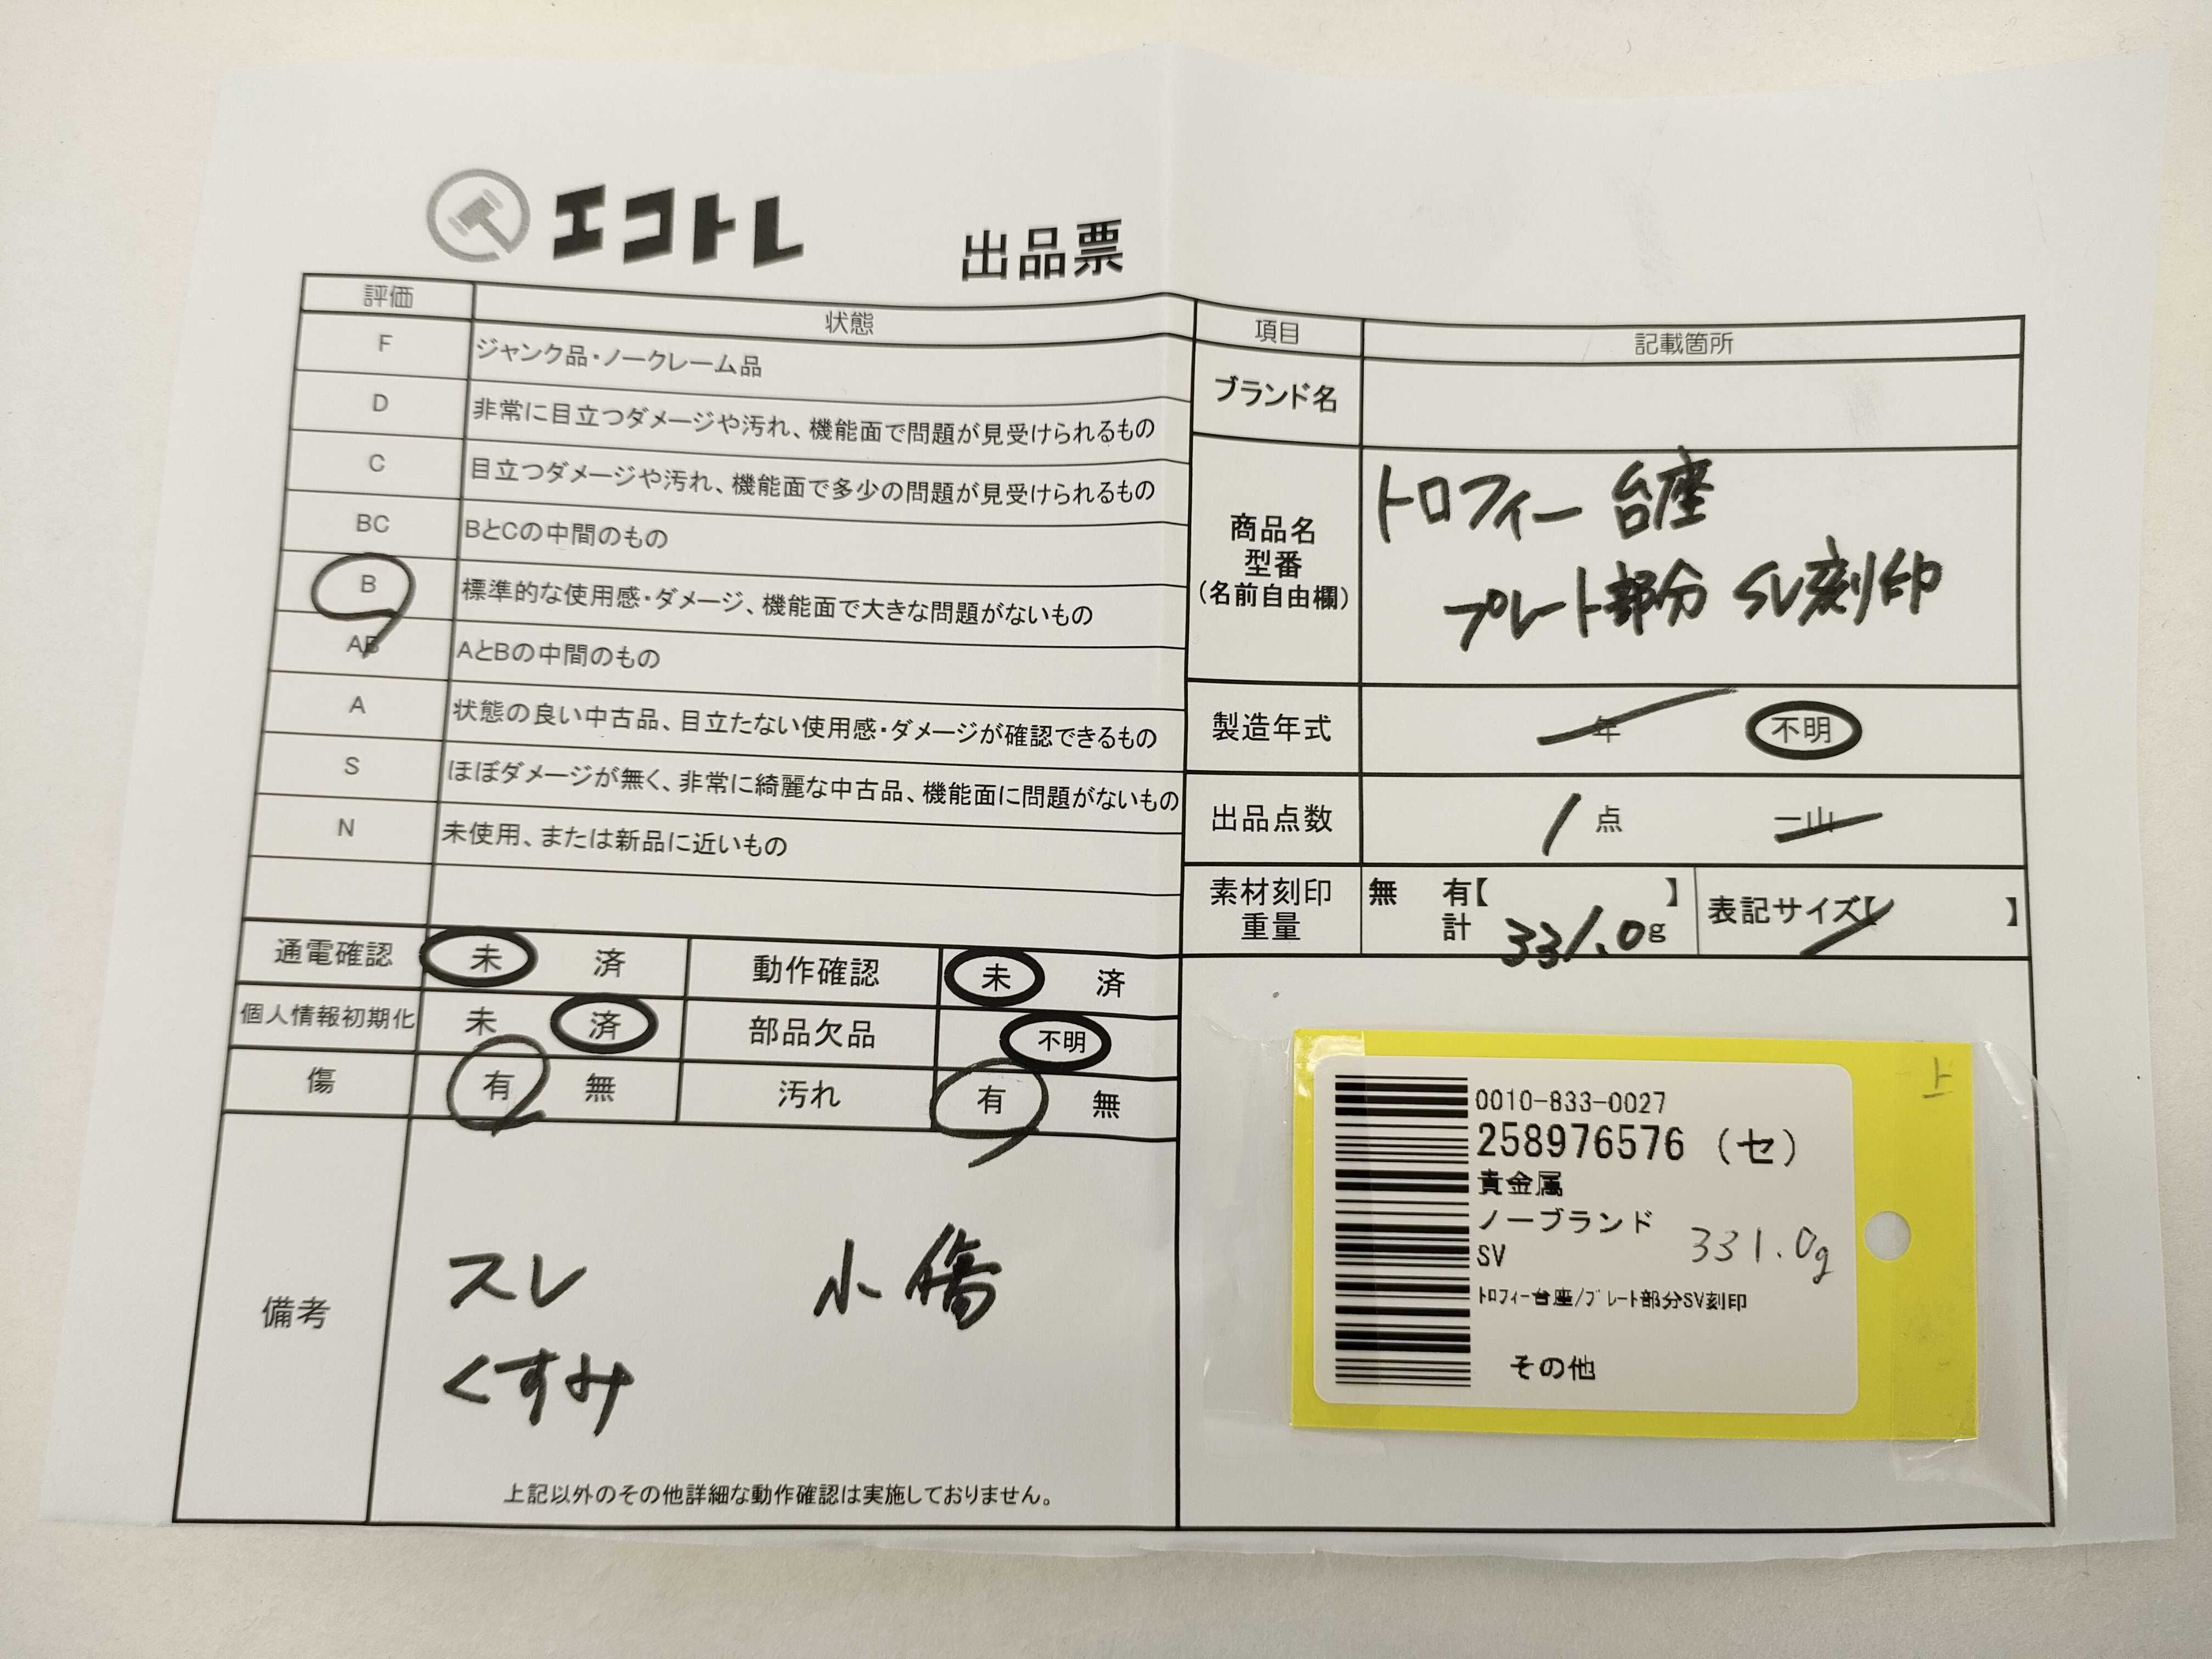 エコトレ 出品票
評価 状態
F ジャンク品・ノークレーム品
D 非常に目立つダメージや汚れ、機能面で問題が見受けられるもの
C 目立つダメージや汚れ、機能面で多少の問題が見受けられるもの
BC BとCの中間のもの
B 標準的な使用感・ダメージ、機能面で大きな問題がないもの
AB AとBの中間のもの
A 状態の良い中古品、目立たない使用感・ダメージが確認できるもの
S ほぼダメージが無く、非常に綺麗な中古品、機能面に問題がないもの
N 未使用、または新品に近いもの
通電確認 未 済 動作確認 未 済
個人情報初期化 未 済 部品欠品 不明
傷 有 無 汚れ 有 無
備考
スレ 小傷
くすみ
上記以外のその他詳細な動作確認は実施しておりません。
項目 記載箇所
ブランド名
商品名
型番
(名前自由欄)
トロフィー 台座
プレート部分 SV刻印
製造年式 年 不明
出品点数 1点 一山
素材刻印
重量
無 有【 】
計 331.0g
表記サイズ【 】
上
0010-833-0027
258976576 (セ)
貴金属
ノーブランド
SV 331.0g
ﾄﾛﾌｨｰ台座/ﾌﾟﾚｰﾄ部分SV刻印
その他